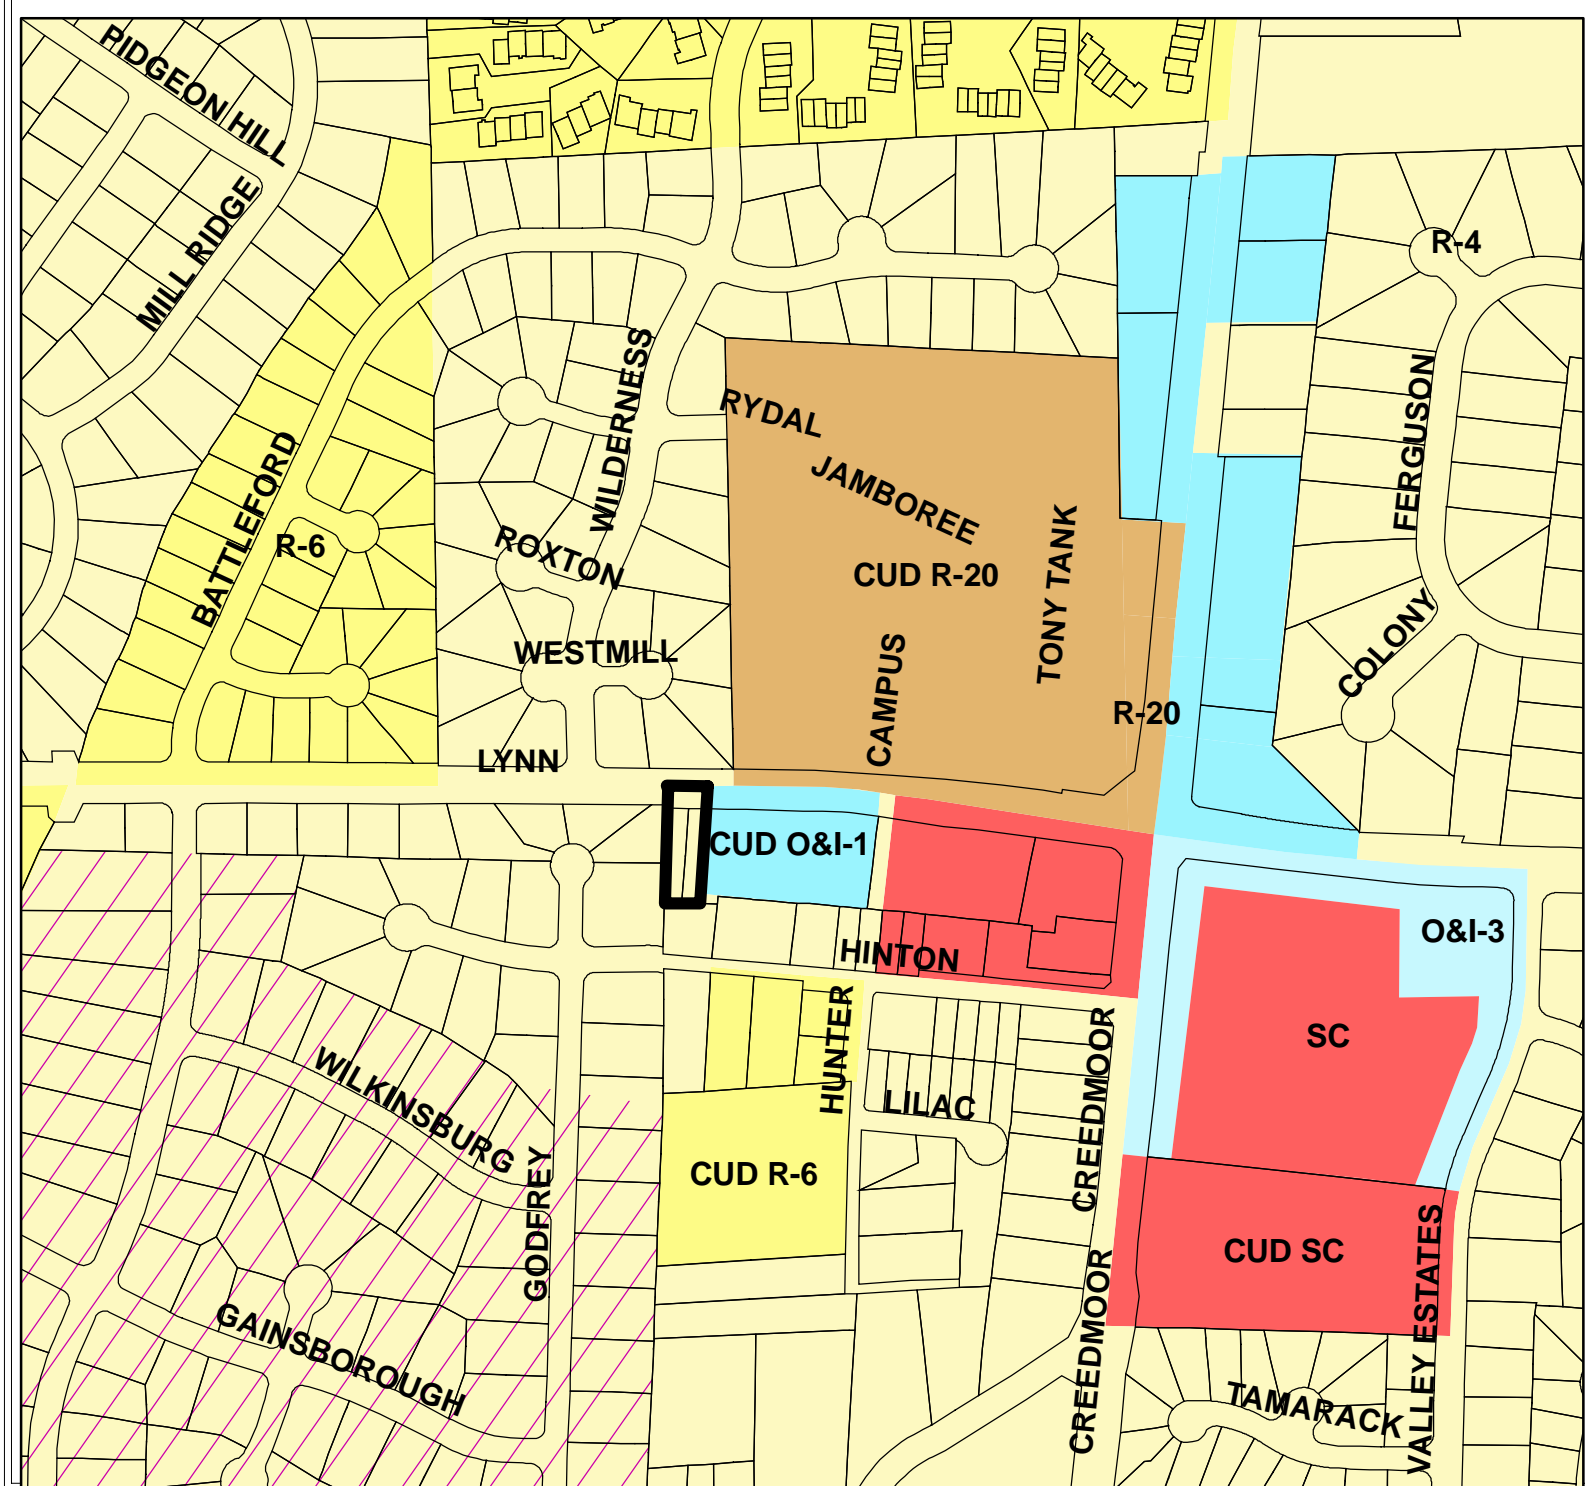 RIDGEON HILL
MILL RIDGE
R-4
WILDERNESS
FERGUSON
RYDAL
JAMBOREE
BATTLEFORD
R-6
ROXTON
CUD R-20
TONY TANK
COLONY
WESTMILL
CAMPUS
R-20
LYNN
CUD O&I-1
O&I-3
HINTON
HUNTER
SC
CREEDMOOR
WILKINSBURG
LILAC
GODFREY
CUD R-6
CUD SC
VALLEY ESTATES
CREEDMOOR
GAINSBOROUGH
TAMARACK